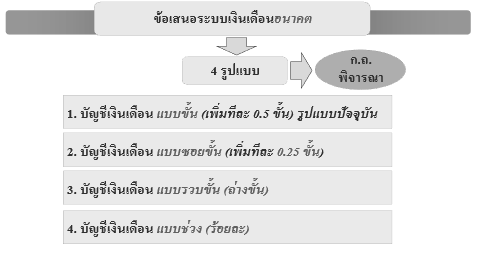 ข้อเสนอระบบเงินเดือนอนาคต
4 รูปแบบ
ก.ถ.
พิจารณา
1. บัญชีเงินเดือน แบบขั้น (เพิ่มทีละ 0.5 ขั้น) รูปแบบปัจจุบัน
2. บัญชีเงินเดือน แบบซอยขั้น (เพิ่มทีละ 0.25 ขั้น)
3. บัญชีเงินเดือน แบบรวบขั้น (ถ่างขั้น)
4. บัญชีเงินเดือน แบบช่วง (ร้อยละ)